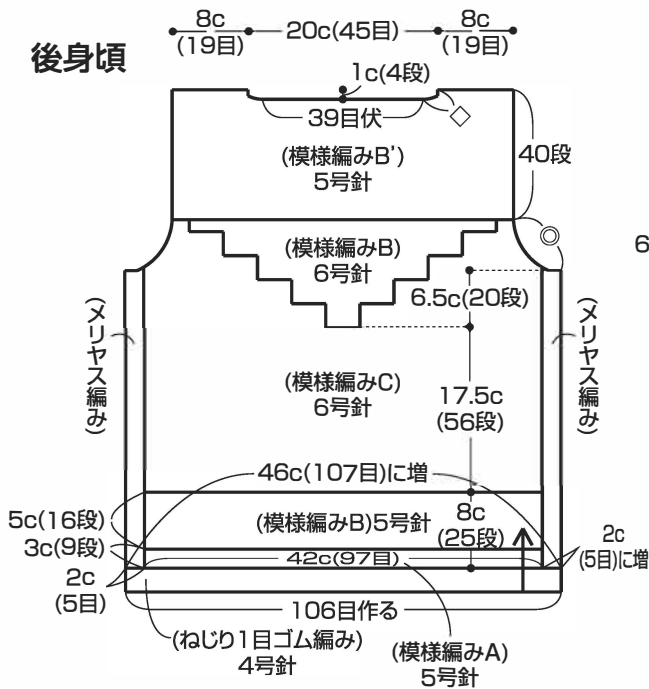 8c
(19目)
20c(45目)
8c
(19目)
後身頃
1c(4段)
39目伏
◇
(模様編みB')
5号針
40段
◎
6
(模様編みB)
6号針
6.5c(20段)
(メリヤス編み)
(メリヤス編み)
(模様編みC)
6号針
17.5c
(56段)
46c(107目)に増
5c(16段)
(模様編みB)5号針
8c
(25段)
3c(9段)
42c(97目)
2c
(5目)に増
2c
(5目)
106目作る
(ねじり1目ゴム編み)
4号針
(模様編みA)
5号針